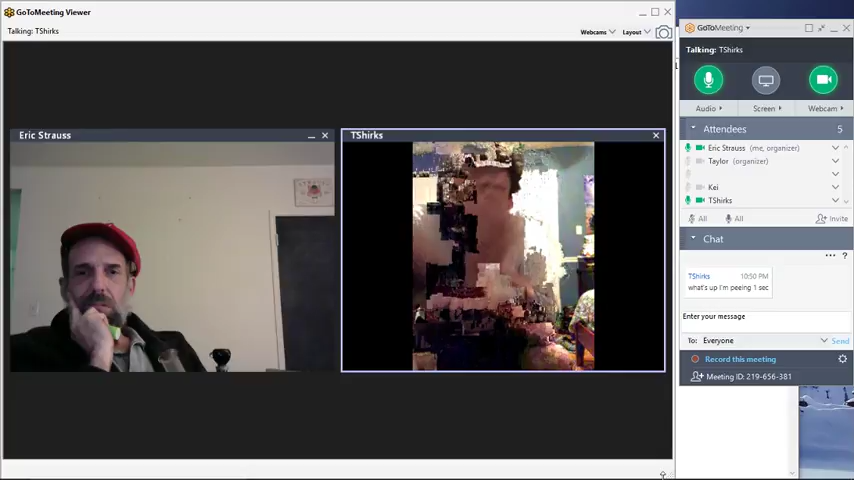 GoToMeeting Viewer
Talking: TShirks
Webcams
Layout
Eric Strauss
TShirks
GoToMeeting
Talking: TShirks
Audio
Screen
Webcam
Attendees 5
Eric Strauss (me, organizer)
Taylor (organizer)
Kei
TShirks
All
All
Invite
Chat
... ?
TShirks 10:50 PM
what's up I'm peeing 1 sec
Enter your message
To: Everyone
Send
Record this meeting
Meeting ID: 219-656-381